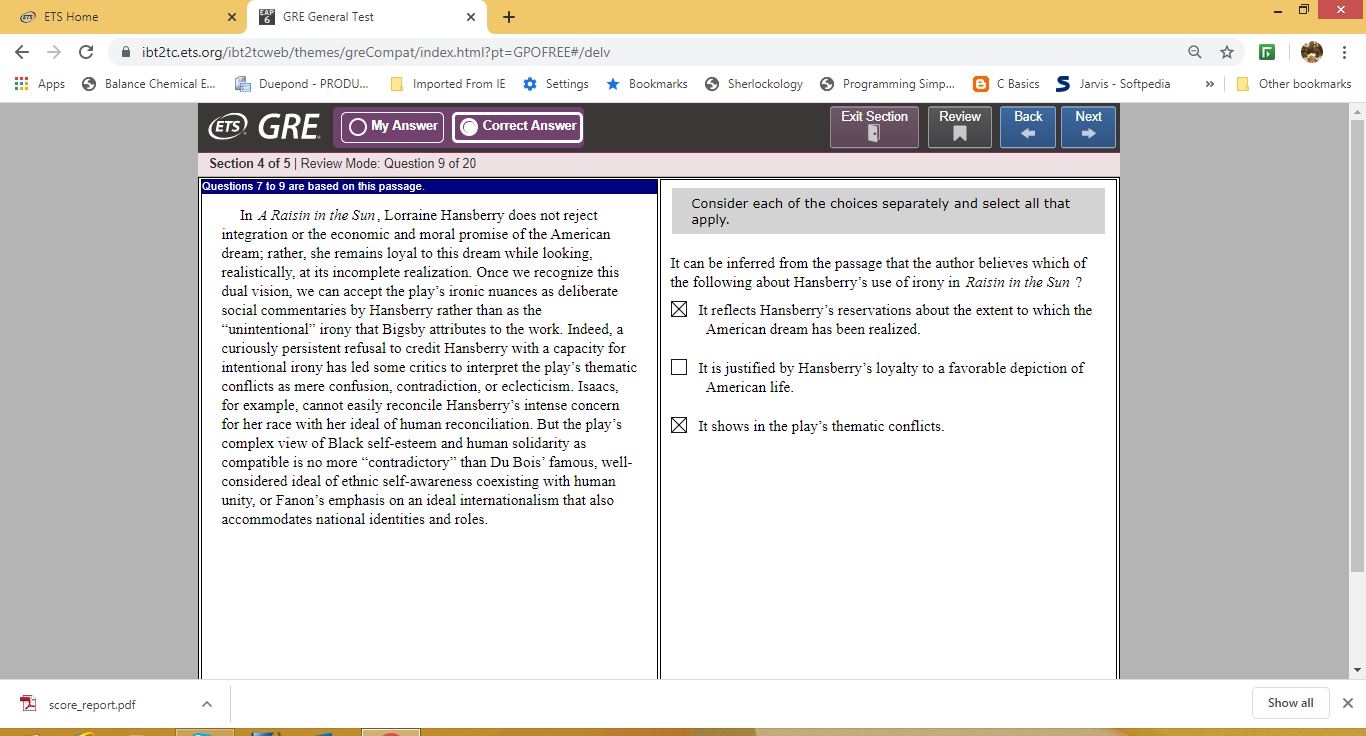 ETS Home
EAP 6 GRE General Test
ibt2tc.ets.org/ibt2tcweb/themes/greCompat/index.html?pt=GPOFREE#/delv
Apps Balance Chemical E... Duepond - PRODU... Imported From IE Settings Bookmarks Sherlockology Programming Simp... C Basics Jarvis - Softpedia » Other bookmarks
ETS GRE My Answer Correct Answer Exit Section Review Back Next
Section 4 of 5 | Review Mode: Question 9 of 20
Questions 7 to 9 are based on this passage.
In A Raisin in the Sun, Lorraine Hansberry does not reject
integration or the economic and moral promise of the American
dream; rather, she remains loyal to this dream while looking,
realistically, at its incomplete realization. Once we recognize this
dual vision, we can accept the play's ironic nuances as deliberate
social commentaries by Hansberry rather than as the
“unintentional” irony that Bigsby attributes to the work. Indeed, a
curiously persistent refusal to credit Hansberry with a capacity for
intentional irony has led some critics to interpret the play's thematic
conflicts as mere confusion, contradiction, or eclecticism. Isaacs,
for example, cannot easily reconcile Hansberry's intense concern
for her race with her ideal of human reconciliation. But the play's
complex view of Black self-esteem and human solidarity as
compatible is no more “contradictory” than Du Bois' famous, well-
considered ideal of ethnic self-awareness coexisting with human
unity, or Fanon's emphasis on an ideal internationalism that also
accommodates national identities and roles.
Consider each of the choices separately and select all that
apply.
It can be inferred from the passage that the author believes which of
the following about Hansberry's use of irony in Raisin in the Sun ?
It reflects Hansberry's reservations about the extent to which the
American dream has been realized.
It is justified by Hansberry's loyalty to a favorable depiction of
American life.
It shows in the play's thematic conflicts.
score_report.pdf
Show all